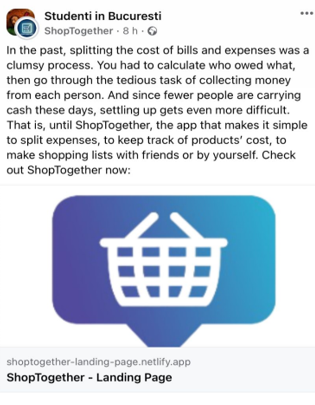 Studenti in Bucuresti
ShopTogether · 8 h ·
In the past, splitting the cost of bills and expenses was a
clumsy process. You had to calculate who owed what,
then go through the tedious task of collecting money
from each person. And since fewer people are carrying
cash these days, settling up gets even more difficult.
That is, until ShopTogether, the app that makes it simple
to split expenses, to keep track of products' cost, to
make shopping lists with friends or by yourself. Check
out ShopTogether now:
shoptogether-landing-page.netlify.app
ShopTogether - Landing Page